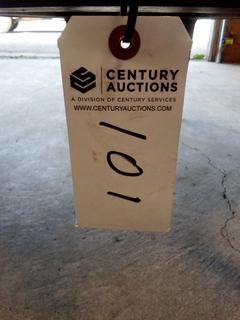 CENTURY
AUCTIONS
A DIVISION OF CENTURY SERVICES
WWW.CENTURYAUCTIONS.COM
101